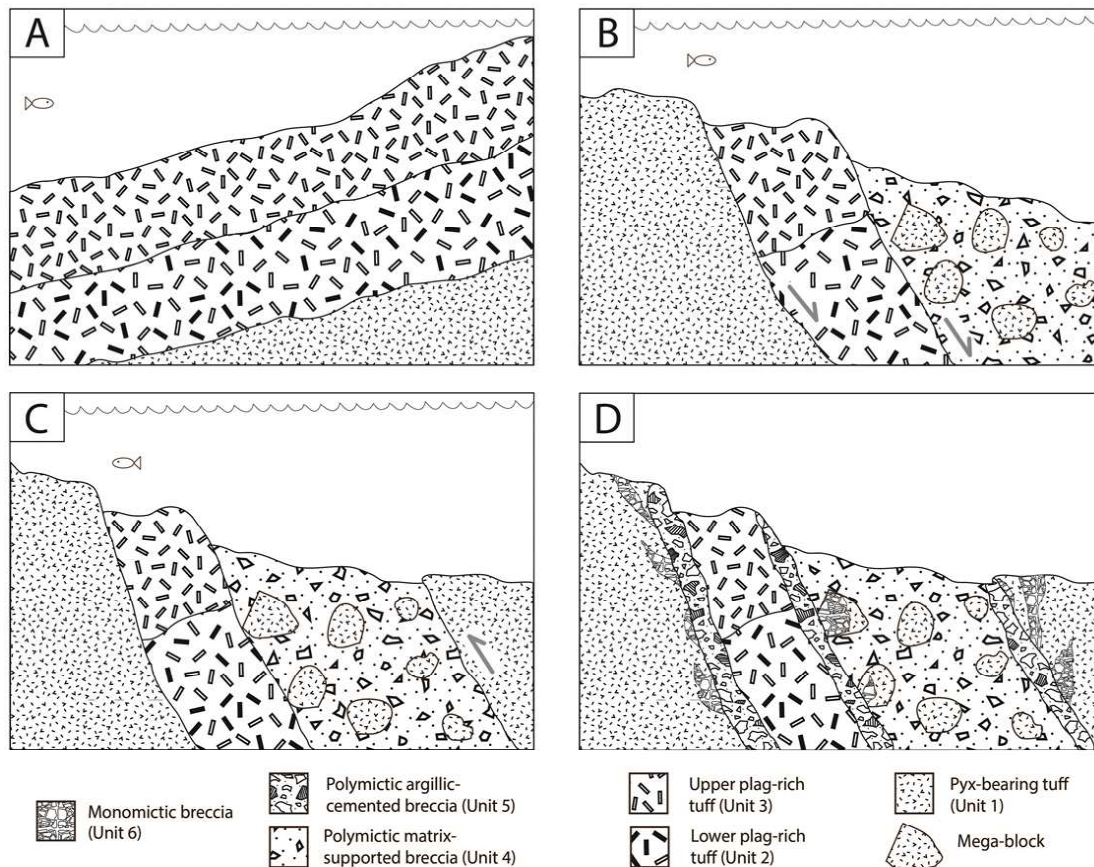 A
B
C
D
Monomictic breccia
(Unit 6)
Polymictic argillic-
cemented breccia (Unit 5)
Polymictic matrix-
supported breccia (Unit 4)
Upper plag-rich
tuff (Unit 3)
Lower plag-rich
tuff (Unit 2)
Pyx-bearing tuff
(Unit 1)
Mega-block